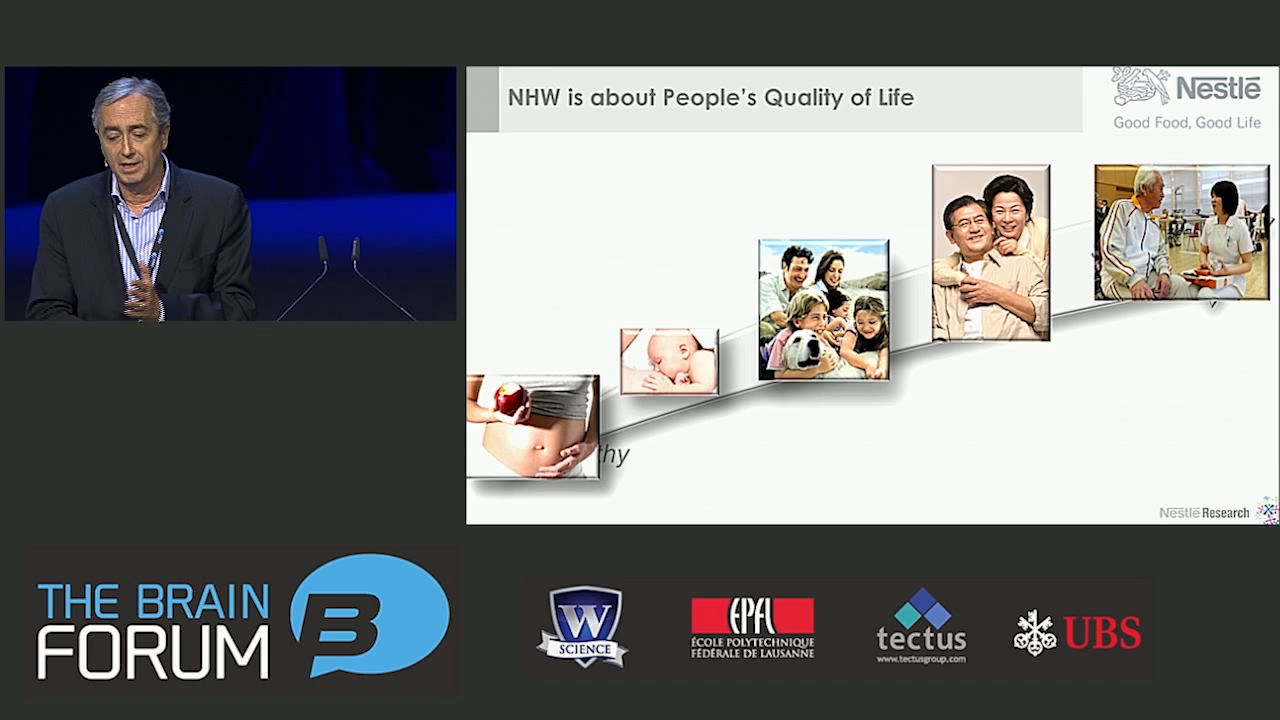 NHW is about People's Quality of Life
Nestlé
Good Food, Good Life
thy
Nestlé Research
THE BRAIN
FORUM
B
W
SCIENCE
EPFL
ÉCOLE POLYTECHNIQUE
FÉDÉRALE DE LAUSANNE
tectus
www.tectusgroup.com
UBS